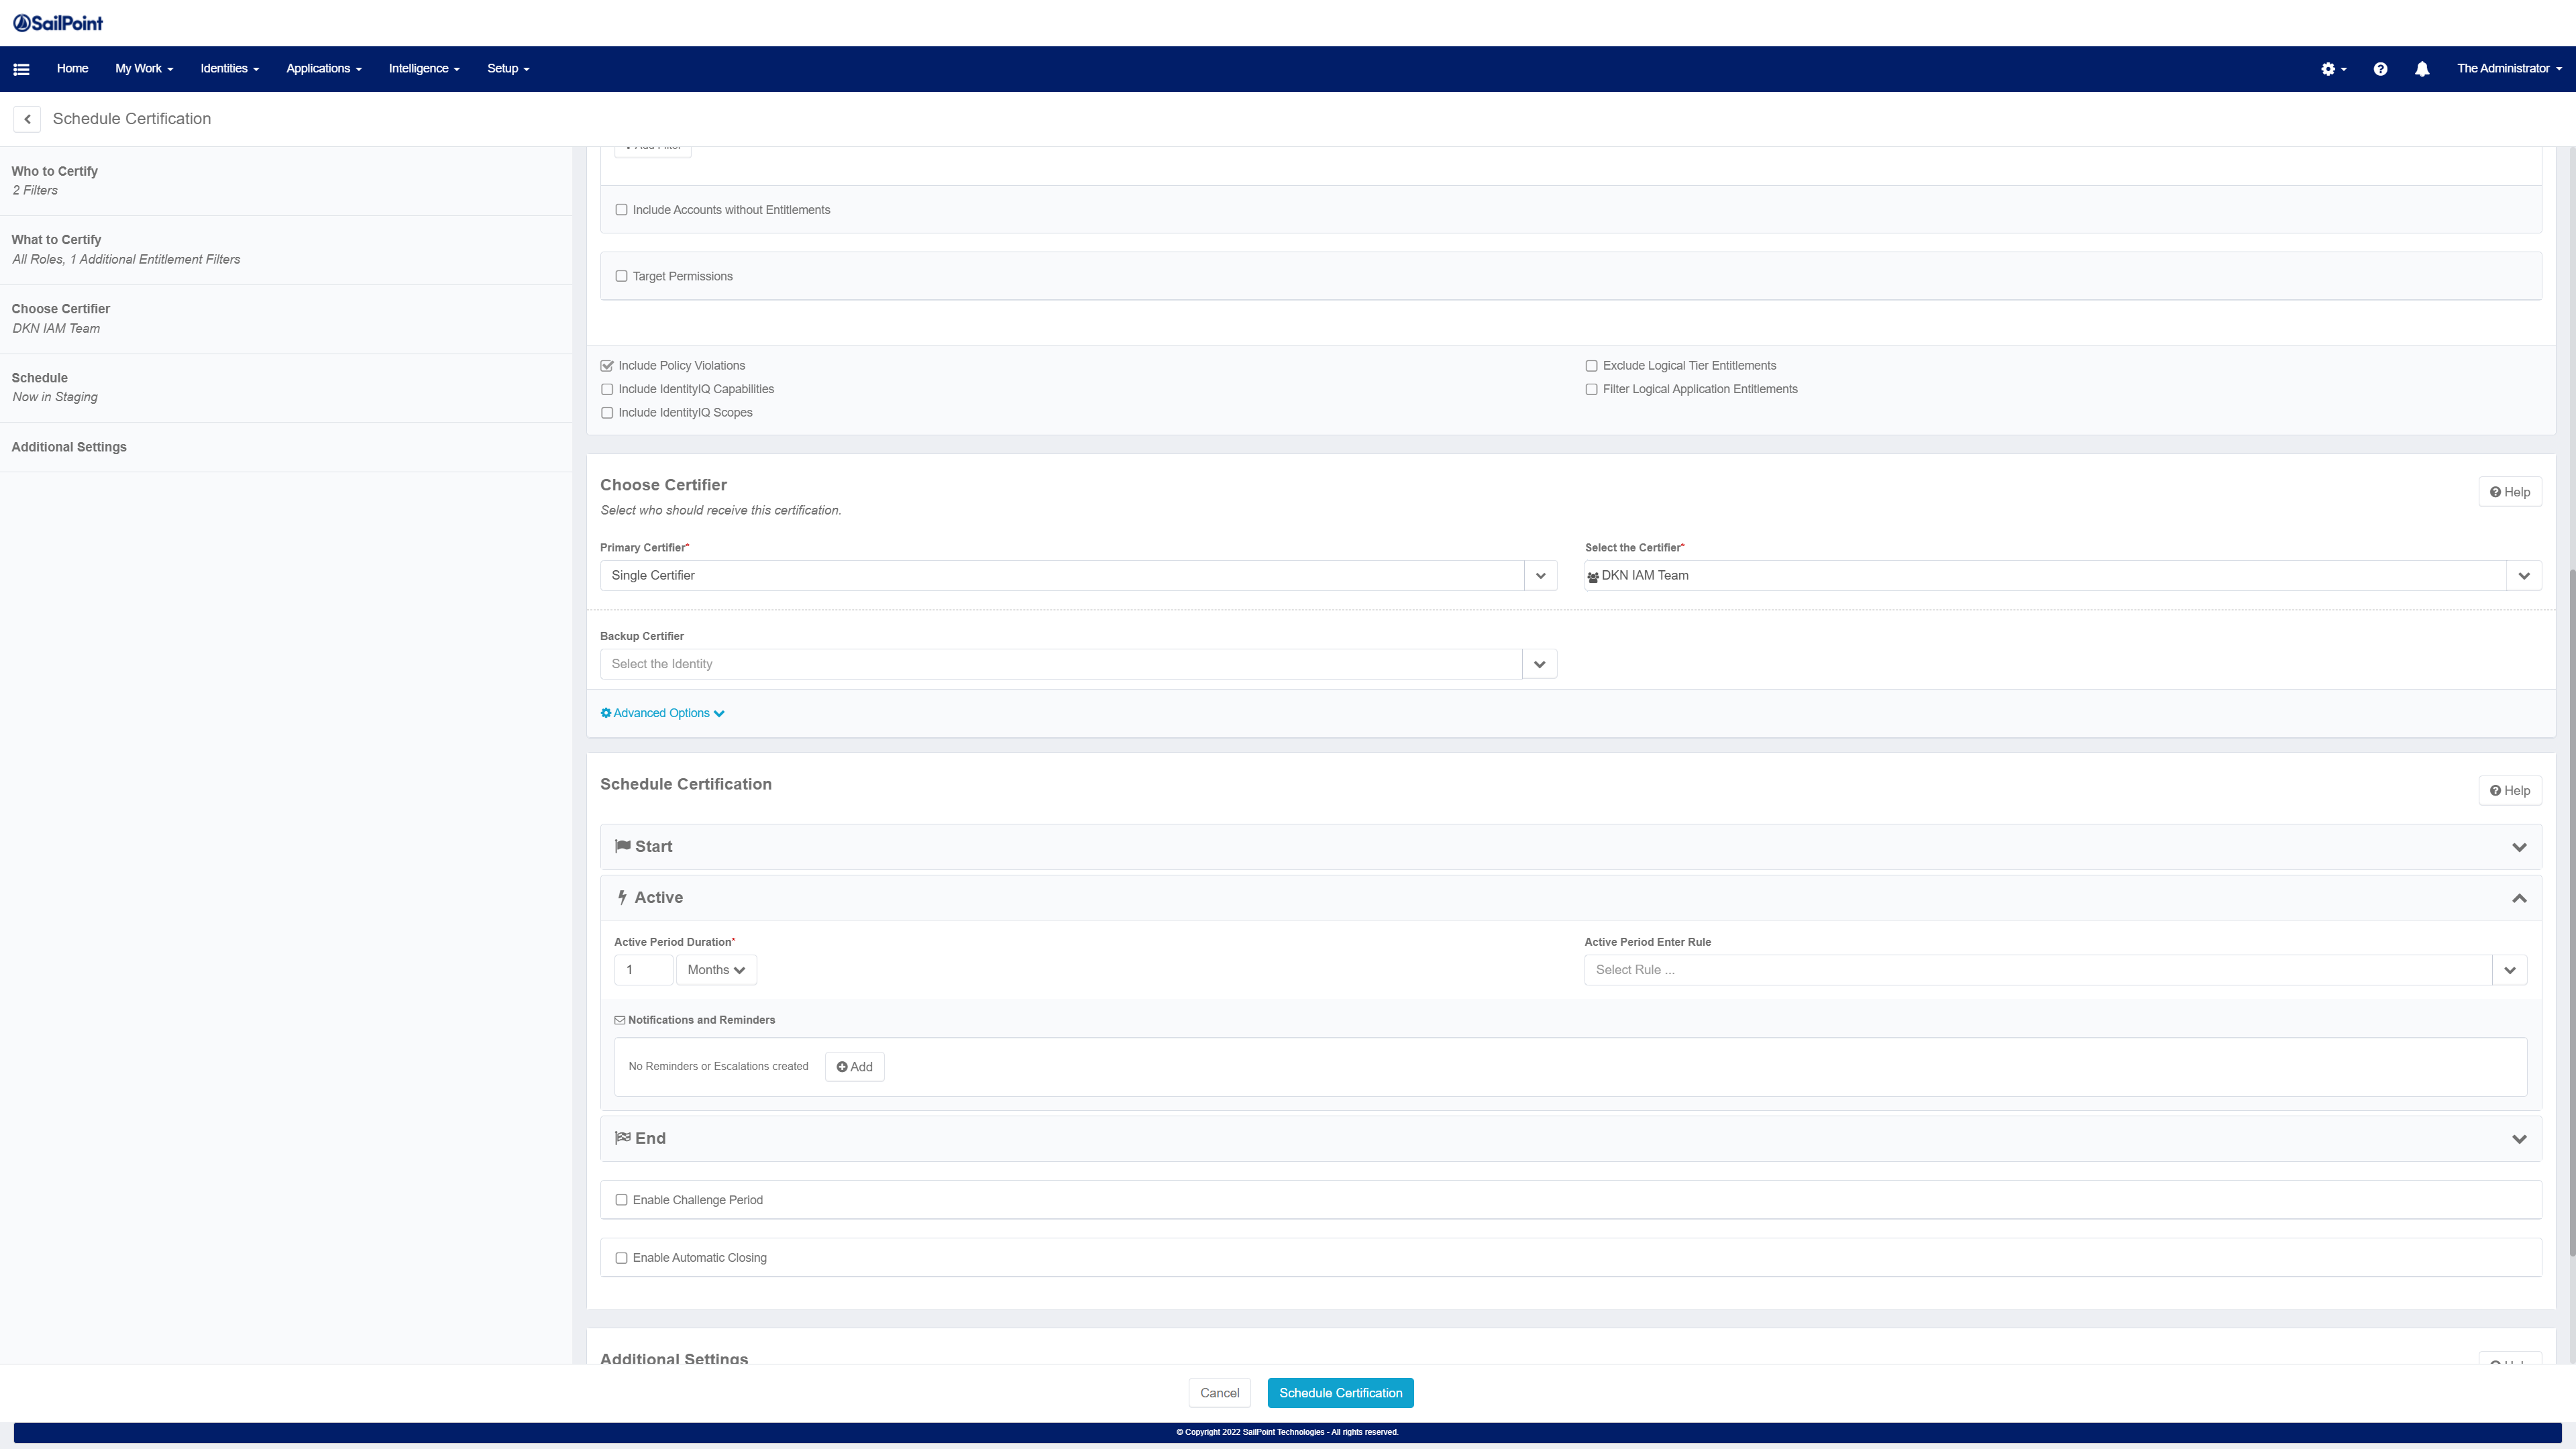 SailPoint
Home
My Work
Identities
Applications
Intelligence
Setup
The Administrator
Schedule Certification
Who to Certify
2 Filters
What to Certify
All Roles, 1 Additional Entitlement Filters
Choose Certifier
DKN IAM Team
Schedule
Now in Staging
Additional Settings
Add Filter
Include Accounts without Entitlements
Target Permissions
Include Policy Violations
Include IdentityIQ Capabilities
Include IdentityIQ Scopes
Exclude Logical Tier Entitlements
Filter Logical Application Entitlements
Choose Certifier
Help
Select who should receive this certification.
Primary Certifier*
Single Certifier
Select the Certifier*
DKN IAM Team
Backup Certifier
Select the Identity
Advanced Options
Schedule Certification
Help
Start
Active
Active Period Duration*
1
Months
Active Period Enter Rule
Select Rule ...
Notifications and Reminders
No Reminders or Escalations created
Add
End
Enable Challenge Period
Enable Automatic Closing
Additional Settings
Help
Cancel
Schedule Certification
© Copyright 2022 SailPoint Technologies - All rights reserved.